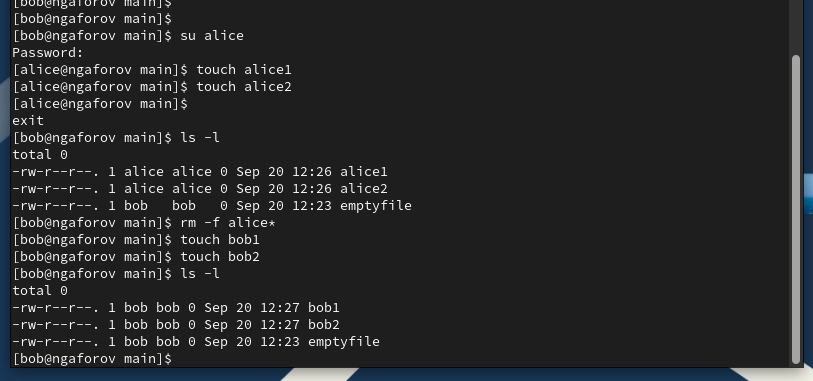 [bob@ngaforov main]$
[bob@ngaforov main]$
[bob@ngaforov main]$ su alice
Password:
[alice@ngaforov main]$ touch alice1
[alice@ngaforov main]$ touch alice2
[alice@ngaforov main]$
exit
[bob@ngaforov main]$ ls -l
total 0
-rw-r--r--. 1 alice alice 0 Sep 20 12:26 alice1
-rw-r--r--. 1 alice alice 0 Sep 20 12:26 alice2
-rw-r--r--. 1 bob   bob   0 Sep 20 12:23 emptyfile
[bob@ngaforov main]$ rm -f alice*
[bob@ngaforov main]$ touch bob1
[bob@ngaforov main]$ touch bob2
[bob@ngaforov main]$ ls -l
total 0
-rw-r--r--. 1 bob bob 0 Sep 20 12:27 bob1
-rw-r--r--. 1 bob bob 0 Sep 20 12:27 bob2
-rw-r--r--. 1 bob bob 0 Sep 20 12:23 emptyfile
[bob@ngaforov main]$